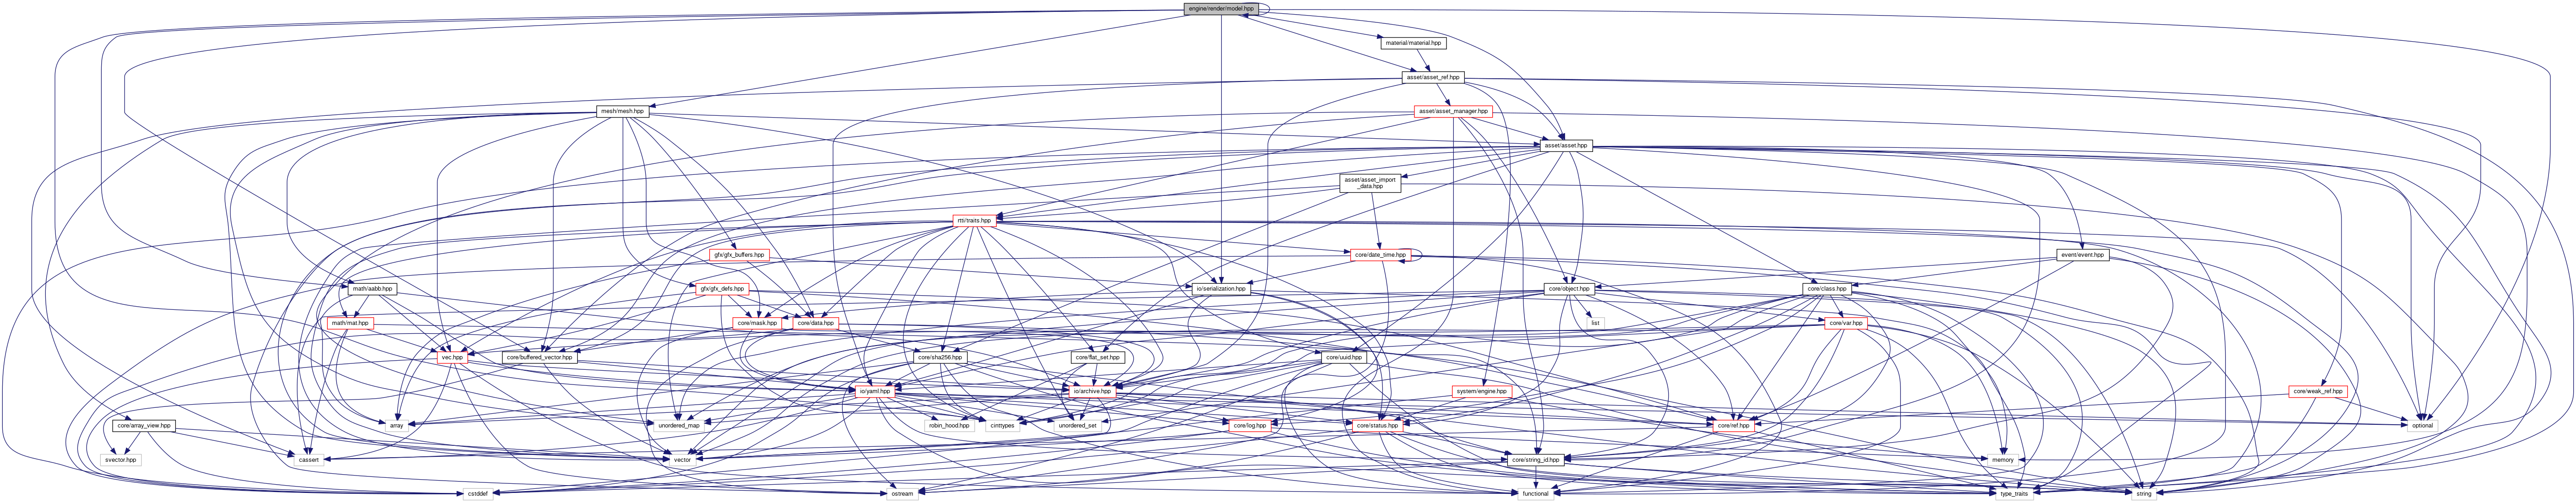 engine/render/model.hpp
material/material.hpp
asset/asset_ref.hpp
mesh/mesh.hpp
asset/asset_manager.hpp
asset/asset.hpp
asset/asset_import
_data.hpp
rtti/traits.hpp
gfx/gfx_buffers.hpp
core/date_time.hpp
event/event.hpp
math/aabb.hpp
gfx/gfx_defs.hpp
io/serialization.hpp
core/object.hpp
core/class.hpp
math/mat.hpp
core/mask.hpp
core/data.hpp
list
core/var.hpp
vec.hpp
core/buffered_vector.hpp
core/sha256.hpp
core/flat_set.hpp
core/uuid.hpp
io/yaml.hpp
io/archive.hpp
system/engine.hpp
core/weak_ref.hpp
core/array_view.hpp
array
unordered_map
robin_hood.hpp
cinttypes
unordered_set
core/log.hpp
core/status.hpp
core/ref.hpp
optional
svector.hpp
cassert
vector
core/string_id.hpp
memory
cstddef
ostream
functional
type_traits
string